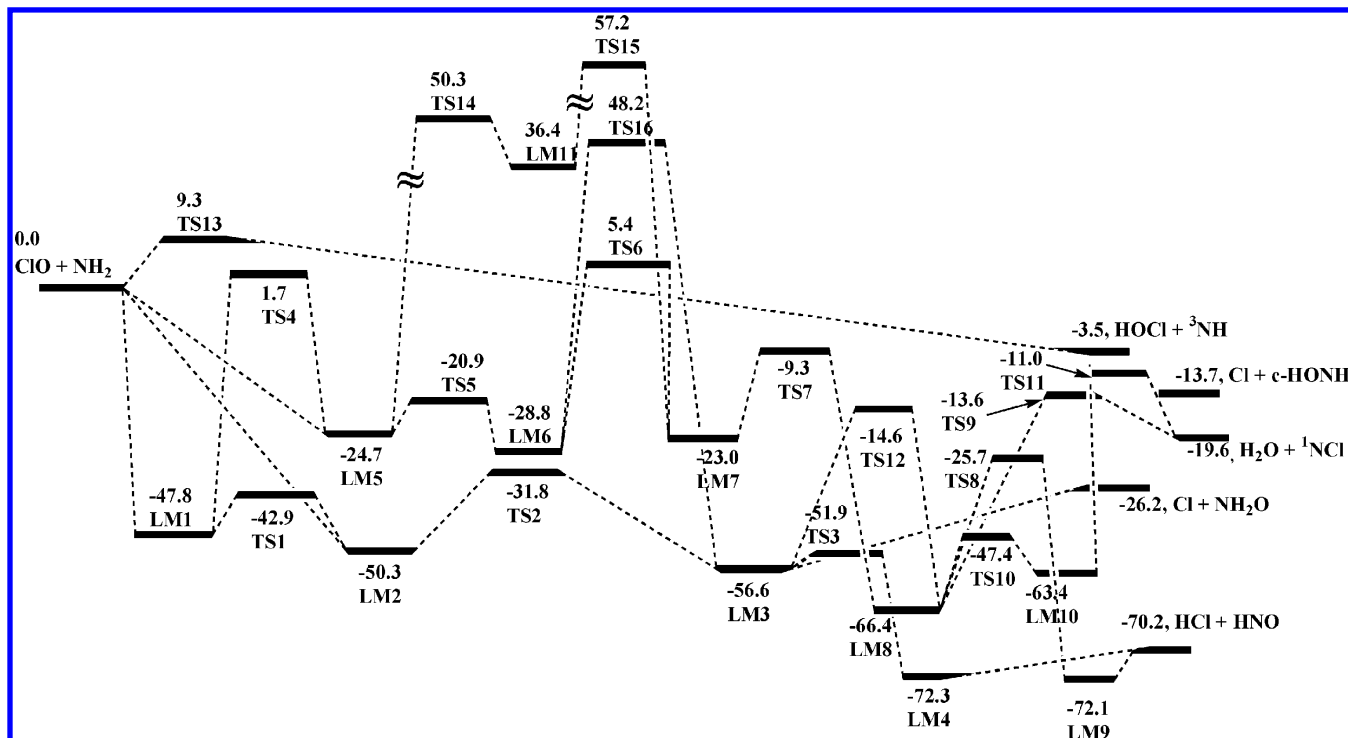 57.2
TS15
50.3
TS14
48.2
TS16
36.4
LM11
9.3
TS13
5.4
TS6
0.0
ClO + NH₂
1.7
TS4
-3.5, HOCl + ³NH
-11.0
TS11
-13.7, Cl + c-HONH
-9.3
TS7
-20.9
TS5
-13.6
TS9
-28.8
LM6
-14.6
TS12
-24.7
LM5
-23.0
LM7
-25.7
TS8
-19.6, H₂O + ¹NCl
-47.8
LM1
-42.9
TS1
-31.8
TS2
-26.2, Cl + NH₂O
-51.9
TS3
-47.4
TS10
-50.3
LM2
-56.6
LM3
-63.4
LM10
-66.4
LM8
-70.2, HCl + HNO
-72.3
LM4
-72.1
LM9